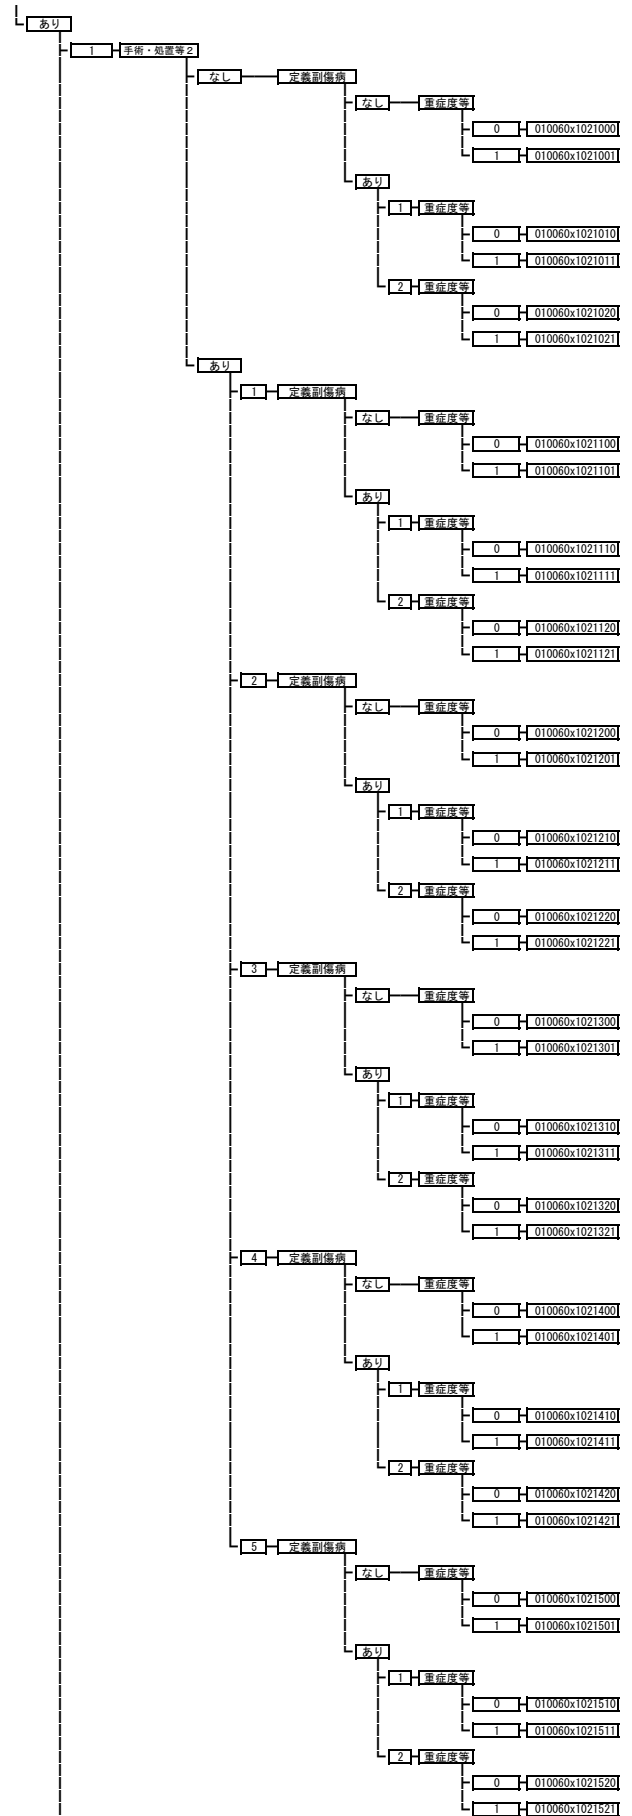 あり
1 手術・処置等２
なし 定義副傷病
なし 重症度等
0 010060x1021000
1 010060x1021001
あり
1 重症度等
0 010060x1021010
1 010060x1021011
2 重症度等
0 010060x1021020
1 010060x1021021
あり
1 定義副傷病
なし 重症度等
0 010060x1021100
1 010060x1021101
あり
1 重症度等
0 010060x1021110
1 010060x1021111
2 重症度等
0 010060x1021120
1 010060x1021121
2 定義副傷病
なし 重症度等
0 010060x1021200
1 010060x1021201
あり
1 重症度等
0 010060x1021210
1 010060x1021211
2 重症度等
0 010060x1021220
1 010060x1021221
3 定義副傷病
なし 重症度等
0 010060x1021300
1 010060x1021301
あり
1 重症度等
0 010060x1021310
1 010060x1021311
2 重症度等
0 010060x1021320
1 010060x1021321
4 定義副傷病
なし 重症度等
0 010060x1021400
1 010060x1021401
あり
1 重症度等
0 010060x1021410
1 010060x1021411
2 重症度等
0 010060x1021420
1 010060x1021421
5 定義副傷病
なし 重症度等
0 010060x1021500
1 010060x1021501
あり
1 重症度等
0 010060x1021510
1 010060x1021511
2 重症度等
0 010060x1021520
1 010060x1021521